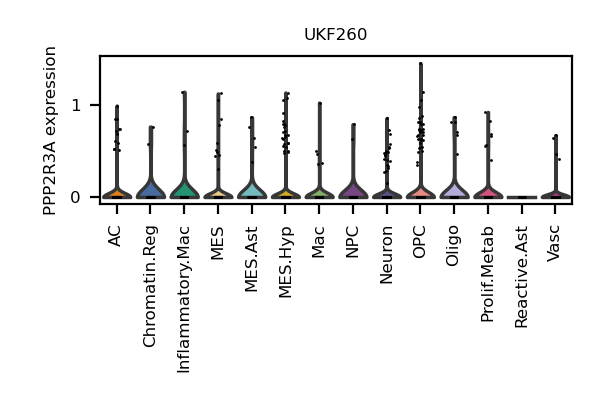 UKF260
PPP2R3A expression
1
0
AC
Chromatin.Reg
Inflammatory.Mac
MES
MES.Ast
MES.Hyp
Mac
NPC
Neuron
OPC
Oligo
Prolif.Metab
Reactive.Ast
Vasc